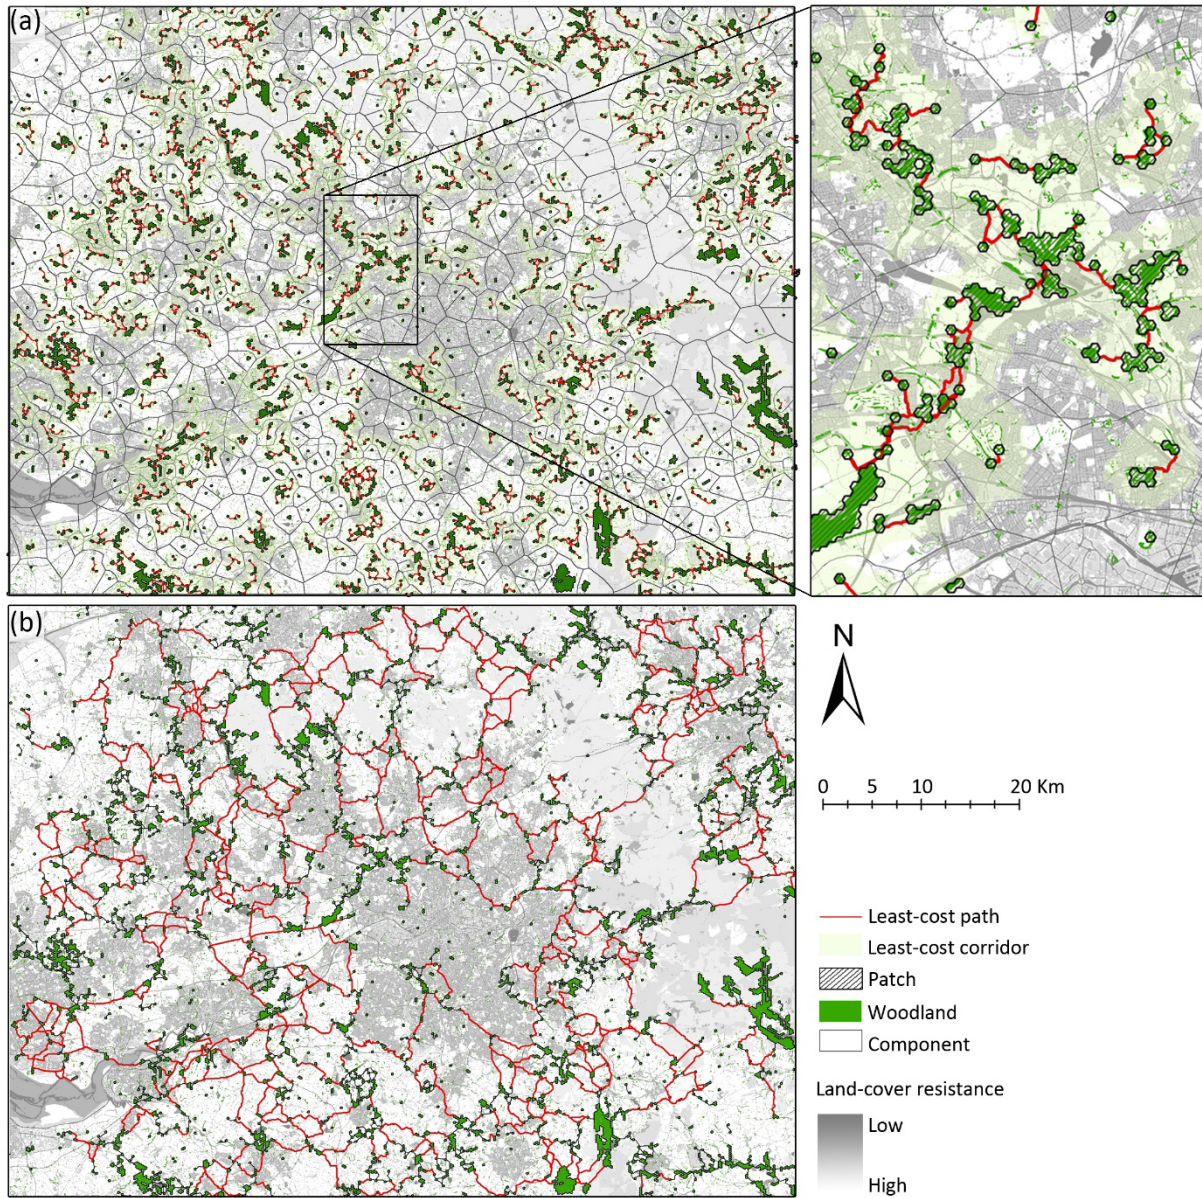 (a)
(b)
N
0 5 10 20 Km
Least-cost path
Least-cost corridor
Patch
Woodland
Component
Land-cover resistance
Low
High